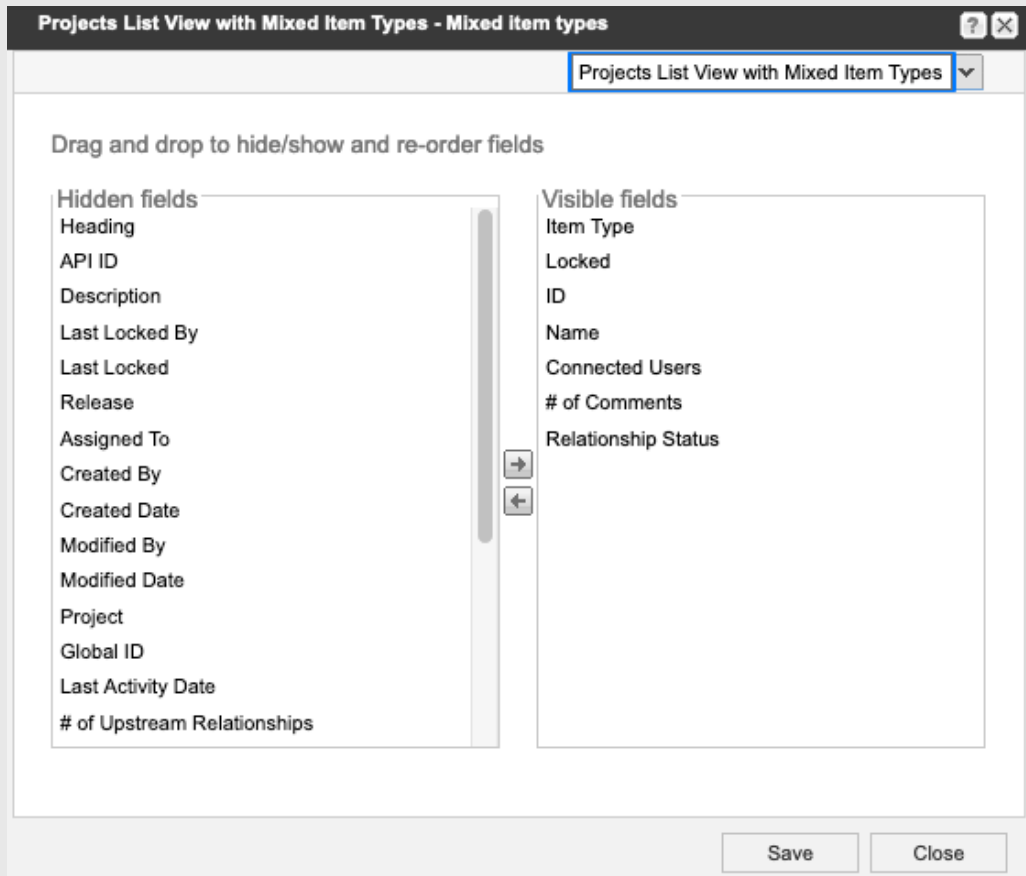 Projects List View with Mixed Item Types - Mixed item types
?
Projects List View with Mixed Item Types
Drag and drop to hide/show and re-order fields
Hidden fields
Heading
API ID
Description
Last Locked By
Last Locked
Release
Assigned To
Created By
Created Date
Modified By
Modified Date
Project
Global ID
Last Activity Date
# of Upstream Relationships
Visible fields
Item Type
Locked
ID
Name
Connected Users
# of Comments
Relationship Status
Save
Close